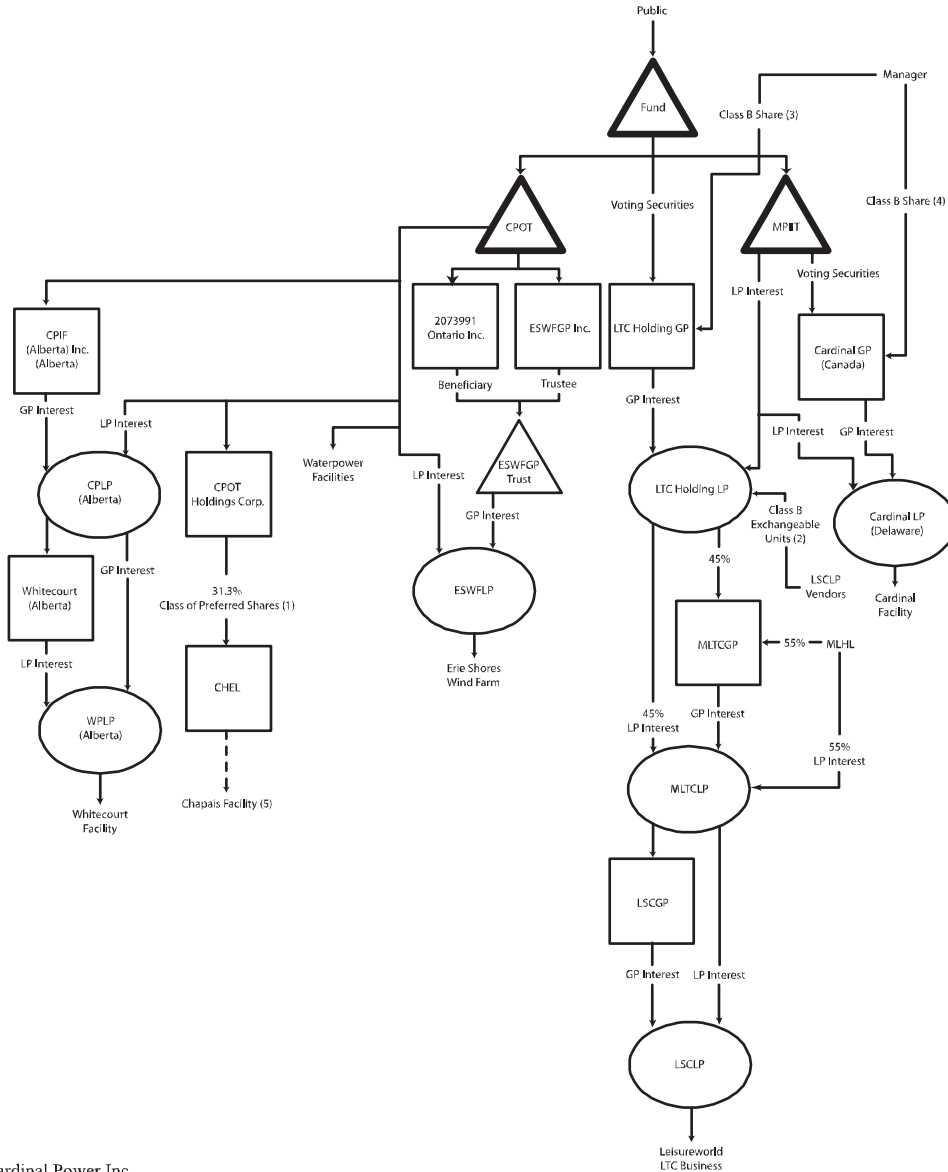 Public
Manager
Fund
Class B Share (3)
Class B Share (4)
Voting Securities
CPOT
MPIIT
Voting Securities
LP Interest
CPIF
(Alberta) Inc.
(Alberta)
2073991
Ontario Inc.
ESWFGP Inc.
LTC Holding GP
Cardinal GP
(Canada)
Beneficiary
Trustee
GP Interest
GP Interest
LP Interest
LP Interest
GP Interest
Waterpower
Facilities
LP Interest
ESWFGP
Trust
CPLP
(Alberta)
CPOT
Holdings Corp.
LTC Holding LP
GP Interest
Class B
Exchangeable
Units (2)
Cardinal LP
(Delaware)
GP Interest
45%
Whitecourt
(Alberta)
31.3%
Class of Preferred Shares (1)
ESWFLP
LSCLP
Vendors
Cardinal
Facility
MLTCGP
55%
MLHL
LP Interest
CHEL
Erie Shores
Wind Farm
45%
LP Interest
GP Interest
WPLP
(Alberta)
55%
LP Interest
MLTCLP
Whitecourt
Facility
Chapais Facility (5)
LSCGP
GP Interest
LP Interest
LSCLP
Leisureworld
LTC Business